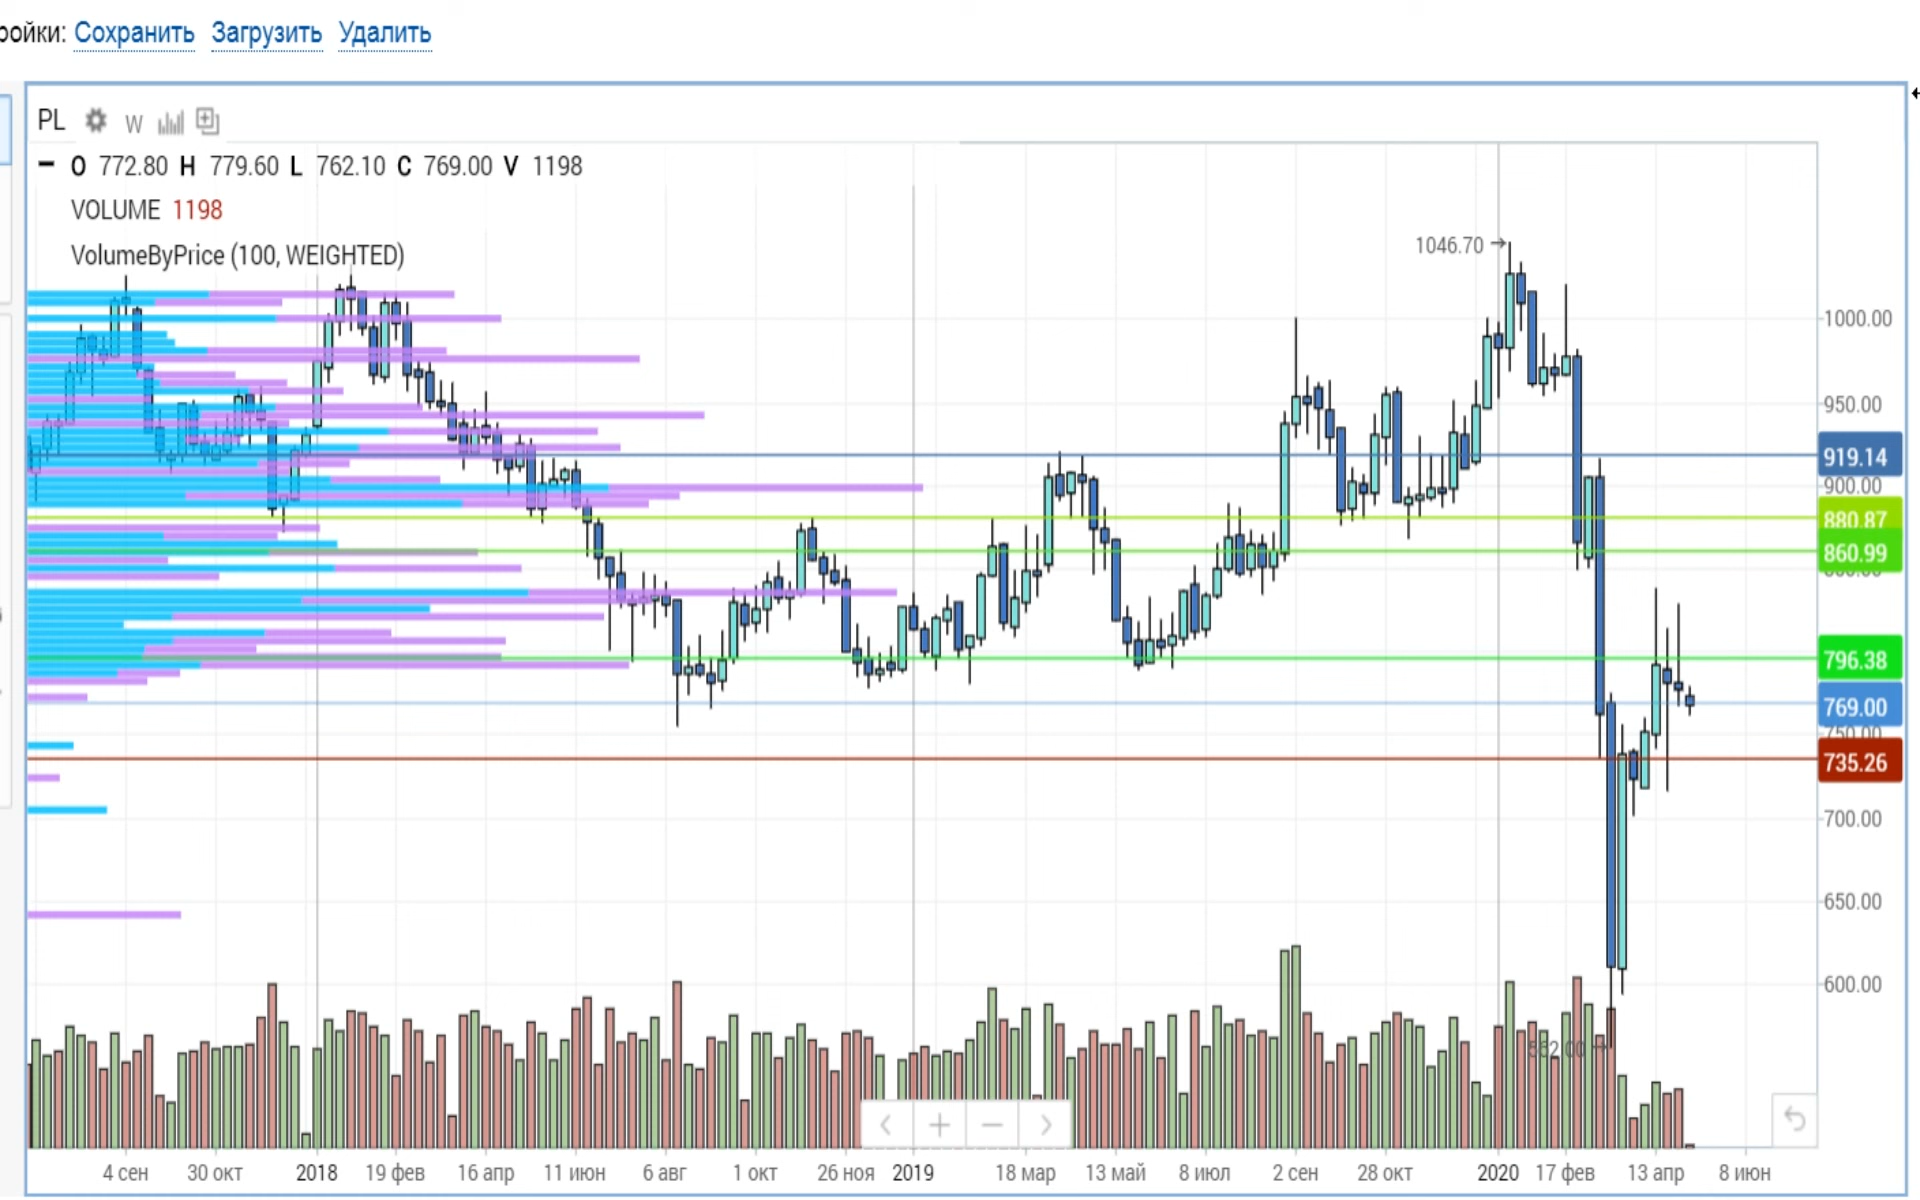 ройки: Сохранить Загрузить Удалить
PL W
O 772.80 H 779.60 L 762.10 C 769.00 V 1198
VOLUME 1198
VolumeByPrice (100, WEIGHTED)
1046.70
1000.00
950.00
919.14
900.00
880.87
860.99
796.38
769.00
750.00
735.26
700.00
650.00
600.00
4 сен 30 окт 2018 19 фев 16 апр 11 июн 6 авг 1 окт 26 ноя 2019 18 мар 13 май 8 июл 2 сен 28 окт 2020 17 фев 13 апр 8 июн